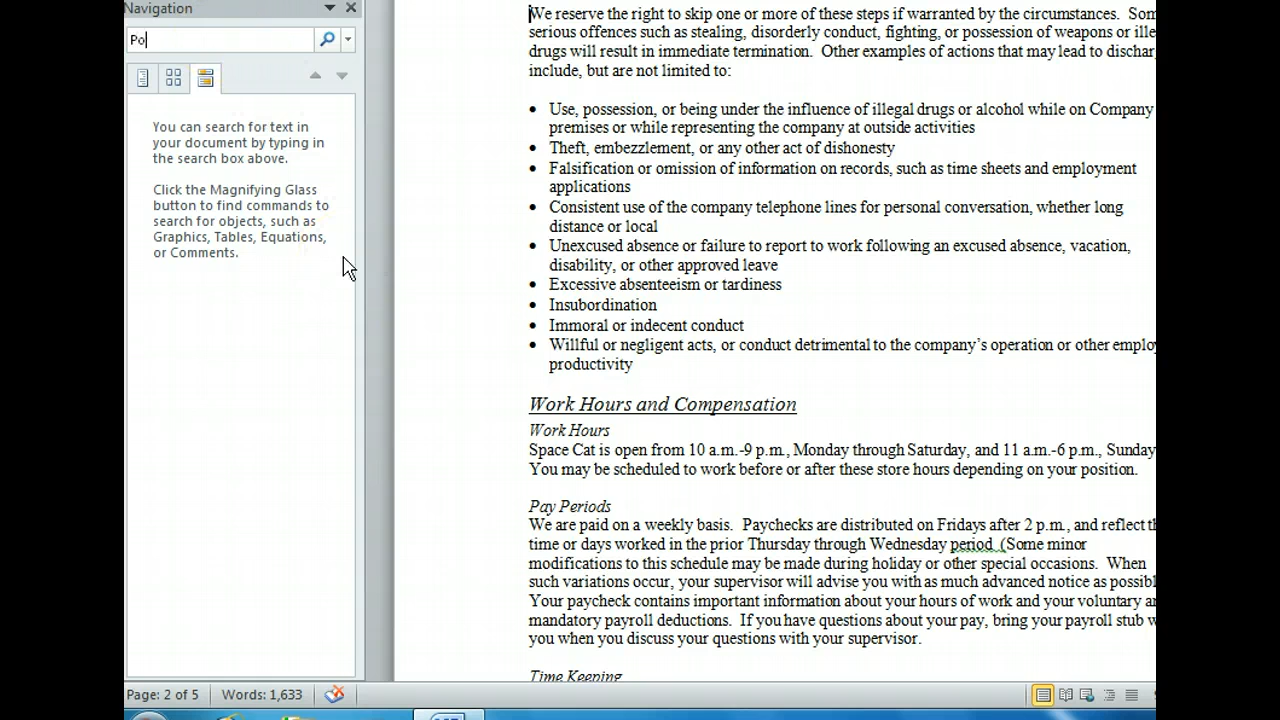 Navigation
Po
You can search for text in
your document by typing in
the search box above.
Click the Magnifying Glass
button to find commands to
search for objects, such as
Graphics, Tables, Equations,
or Comments.
We reserve the right to skip one or more of these steps if warranted by the circumstances.  Som
serious offences such as stealing, disorderly conduct, fighting, or possession of weapons or ille
drugs will result in immediate termination.  Other examples of actions that may lead to dischar
include, but are not limited to:
• Use, possession, or being under the influence of illegal drugs or alcohol while on Company
premises or while representing the company at outside activities
• Theft, embezzlement, or any other act of dishonesty
• Falsification or omission of information on records, such as time sheets and employment
applications
• Consistent use of the company telephone lines for personal conversation, whether long
distance or local
• Unexcused absence or failure to report to work following an excused absence, vacation,
disability, or other approved leave
• Excessive absenteeism or tardiness
• Insubordination
• Immoral or indecent conduct
• Willful or negligent acts, or conduct detrimental to the company's operation or other emplo
productivity
Work Hours and Compensation
Work Hours
Space Cat is open from 10 a.m.-9 p.m., Monday through Saturday, and 11 a.m.-6 p.m., Sunday
You may be scheduled to work before or after these store hours depending on your position.
Pay Periods
We are paid on a weekly basis.  Paychecks are distributed on Fridays after 2 p.m., and reflect th
time or days worked in the prior Thursday through Wednesday period. (Some minor
modifications to this schedule may be made during holiday or other special occasions.  When
such variations occur, your supervisor will advise you with as much advanced notice as possibl
Your paycheck contains important information about your hours of work and your voluntary an
mandatory payroll deductions.  If you have questions about your pay, bring your payroll stub w
you when you discuss your questions with your supervisor.
Time Keeping
Page: 2 of 5
Words: 1,633